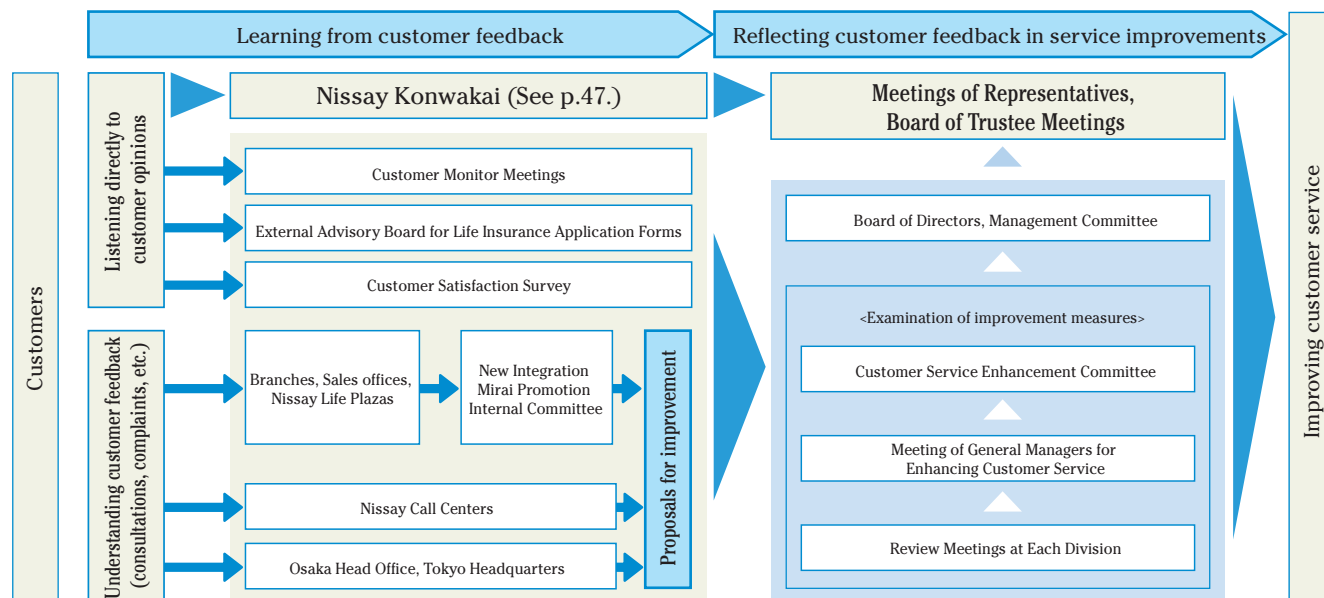 Learning from customer feedback
Reflecting customer feedback in service improvements
Customers
Listening directly to
customer opinions
Nissay Konwakai (See p.47.)
Customer Monitor Meetings
External Advisory Board for Life Insurance Application Forms
Customer Satisfaction Survey
Understanding customer feedback
(consultations, complaints, etc.)
Branches, Sales offices,
Nissay Life Plazas
New Integration
Mirai Promotion
Internal Committee
Nissay Call Centers
Osaka Head Office, Tokyo Headquarters
Proposals for improvement
Meetings of Representatives,
Board of Trustee Meetings
Board of Directors, Management Committee
<Examination of improvement measures>
Customer Service Enhancement Committee
Meeting of General Managers for
Enhancing Customer Service
Review Meetings at Each Division
Improving customer service